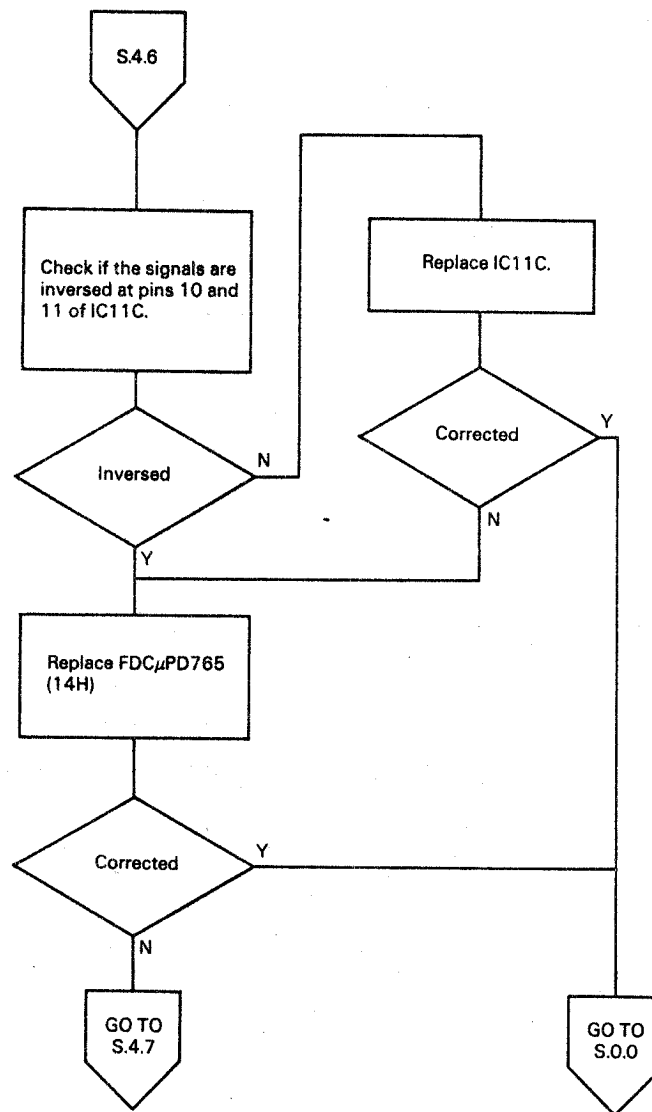 S.4.6
Check if the signals are
inversed at pins 10 and
11 of IC11C.
Replace IC11C.
Inversed
N
Y
Corrected
Y
N
Replace FDCµPD765
(14H)
Corrected
Y
N
GO TO
S.4.7
GO TO
S.0.0